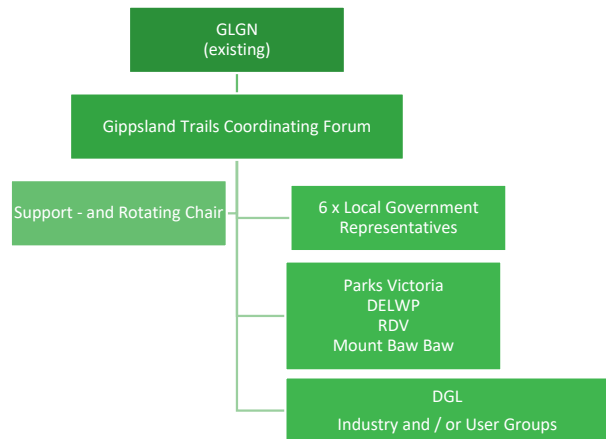 GLGN
(existing)
Gippsland Trails Coordinating Forum
Support - and Rotating Chair
6 x Local Government
Representatives
Parks Victoria
DELWP
RDV
Mount Baw Baw
DGL
Industry and / or User Groups